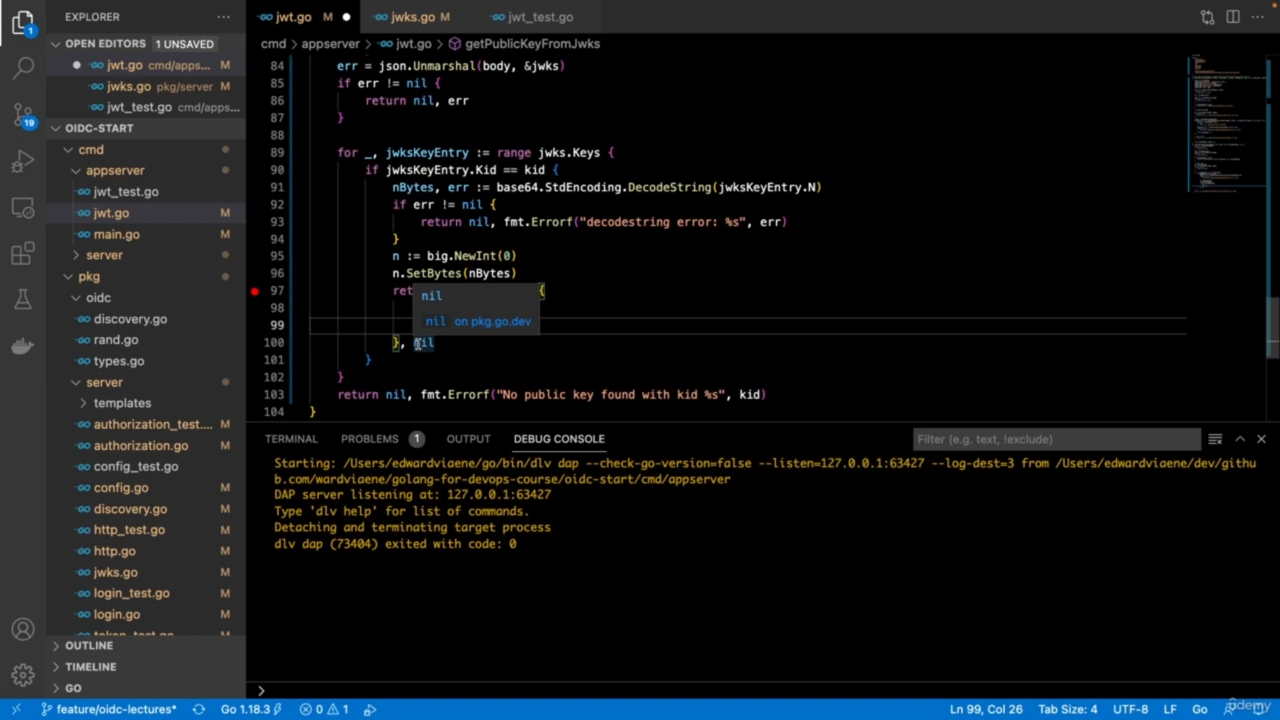 EXPLORER
OPEN EDITORS 1 UNSAVED
jwt.go cmd/apps... M
jwks.go pkg/server M
jwt_test.go cmd/aps...
OIDC-START
cmd
appserver
jwt_test.go
jwt.go M
main.go M
server
pkg
oidc
discovery.go
rand.go
types.go
server
templates
authorization_test.... M
authorization.go M
config_test.go
config.go M
discovery.go M
http_test.go M
http.go M
jwks.go M
login_test.go M
login.go M
OUTLINE
TIMELINE
GO
1
19
jwt.go M
jwks.go M
jwt_test.go
cmd > appserver > jwt.go > getPublicKeyFromJwks
84 err = json.Unmarshal(body, &jwks)
85 if err != nil {
86 return nil, err
87 }
88
89 for _, jwksKeyEntry := range jwks.Keys {
90 if jwksKeyEntry.Kid == kid {
91 nBytes, err := base64.StdEncoding.DecodeString(jwksKeyEntry.N)
92 if err != nil {
93 return nil, fmt.Errorf("decodestring error: %s", err)
94 }
95 n := big.NewInt(0)
96 n.SetBytes(nBytes)
97 ret {
nil
98
nil on pkg.go.dev
99
100 }, nil
101 }
102 }
103 return nil, fmt.Errorf("No public key found with kid %s", kid)
104 }
TERMINAL PROBLEMS 1 OUTPUT DEBUG CONSOLE
Filter (e.g. text, !exclude)
Starting: /Users/edwardviaene/go/bin/dlv dap --check-go-version=false --listen=127.0.0.1:63427 --log-dest=3 from /Users/edwardviaene/dev/githu
b.com/wardviaene/golang-for-devops-course/oidc-start/cmd/appserver
DAP server listening at: 127.0.0.1:63427
Type 'dlv help' for list of commands.
Detaching and terminating target process
dlv dap (73404) exited with code: 0
feature/oidc-lectures* Go 1.18.3 0 1
Ln 99, Col 26 Tab Size: 4 UTF-8 LF Go
udemy